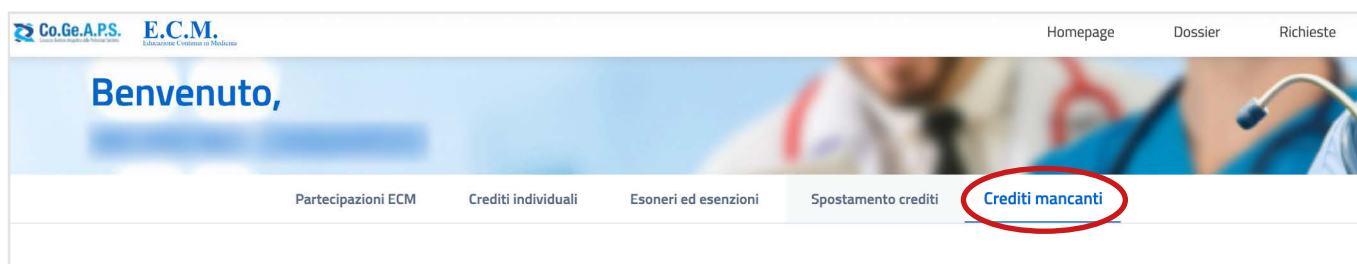 Co.Ge.A.P.S. E.C.M.
Educazione Continua in Medicina
Homepage Dossier Richieste
Benvenuto,
Partecipazioni ECM Crediti individuali Esoneri ed esenzioni Spostamento crediti Crediti mancanti